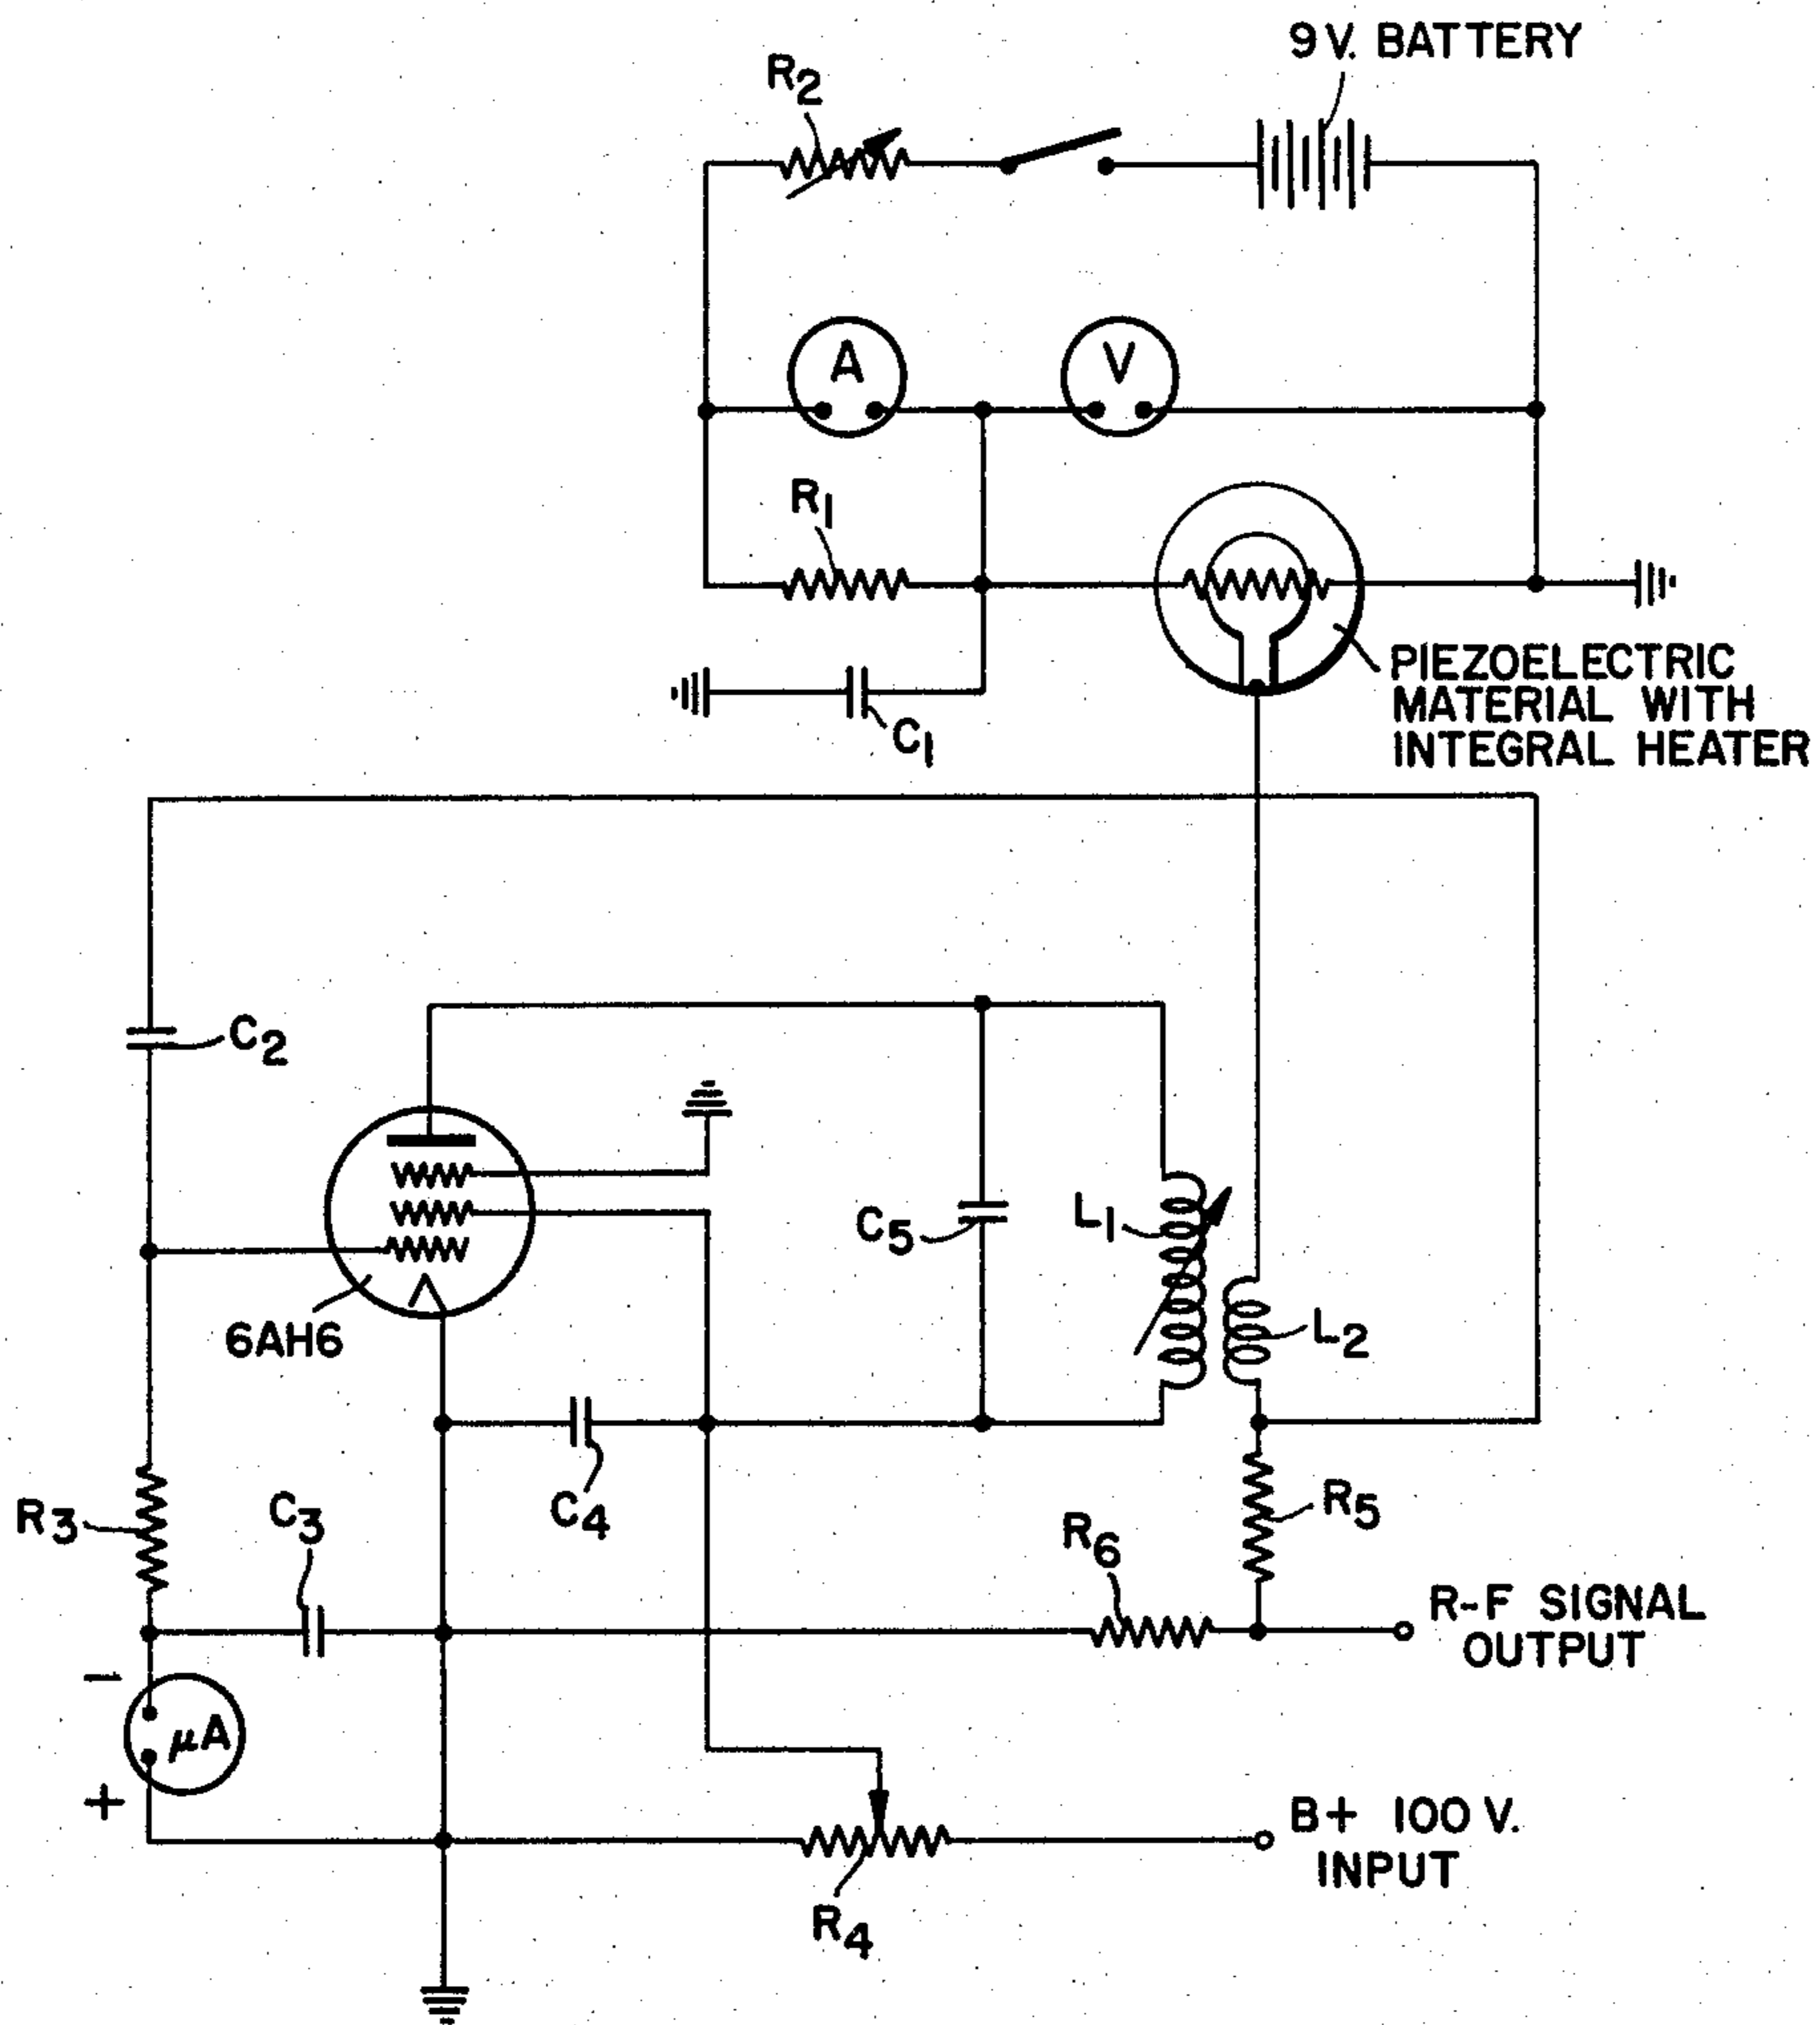 9V. BATTERY
R2
A
V
R1
PIEZOELECTRIC
MATERIAL WITH
INTEGRAL HEATER
C1
C2
C5
L1
L2
6AH6
C4
R3
C3
R5
R6
R-F SIGNAL
OUTPUT
−
μA
+
B+ 100 V.
INPUT
R4